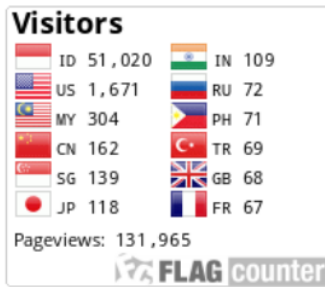 Visitors
ID 51,020 IN 109
US 1,671 RU 72
MY 304 PH 71
CN 162 TR 69
SG 139 GB 68
JP 118 FR 67
Pageviews: 131,965
FLAG counter